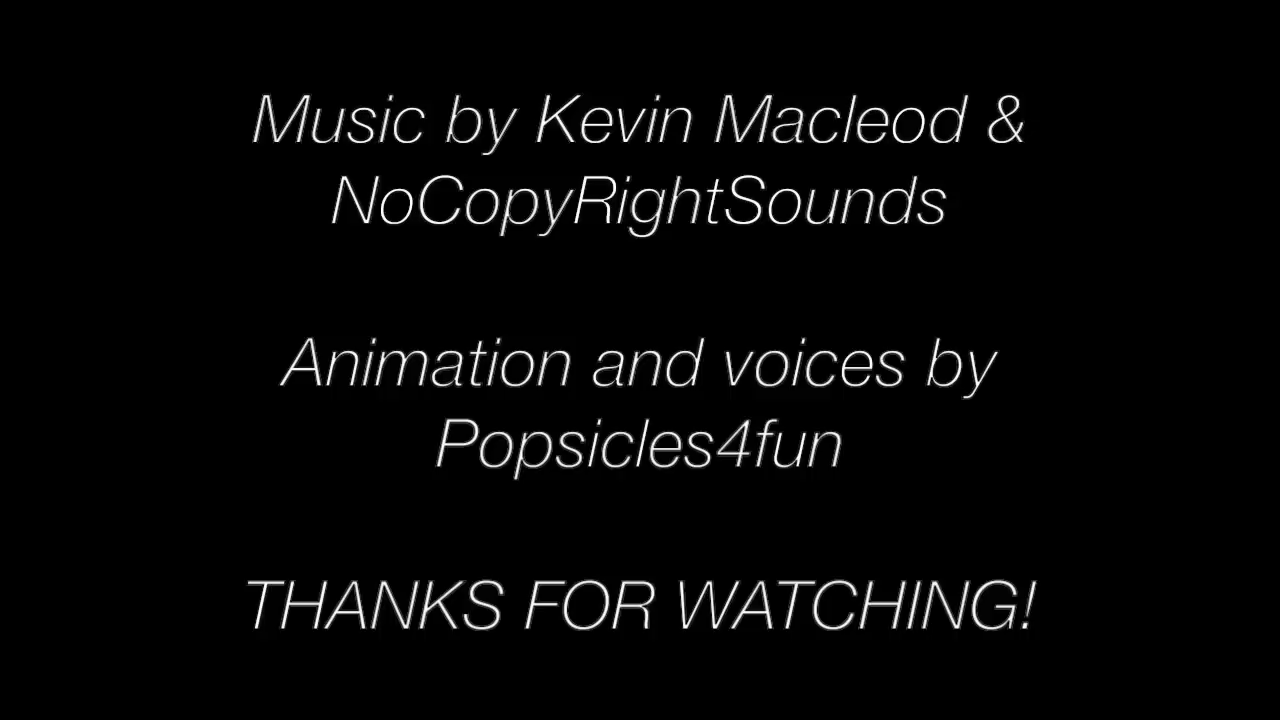 Music by Kevin Macleod &
NoCopyRightSounds
Animation and voices by
Popsicles4fun
THANKS FOR WATCHING!